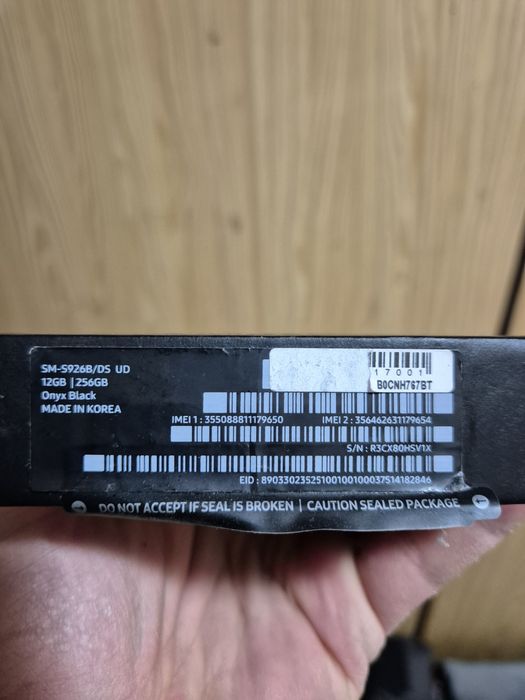 SM-S926B/DS UD
12GB | 256GB
Onyx Black
MADE IN KOREA
17001
B0CNH767BT
IMEI 1 : 355088811179650 IMEI 2 : 356462631179654
S/N : R3CX80HSV1X
EID : 89033023525100100100037514182846
DO NOT ACCEPT IF SEAL IS BROKEN | CAUTION SEALED PACKAGE